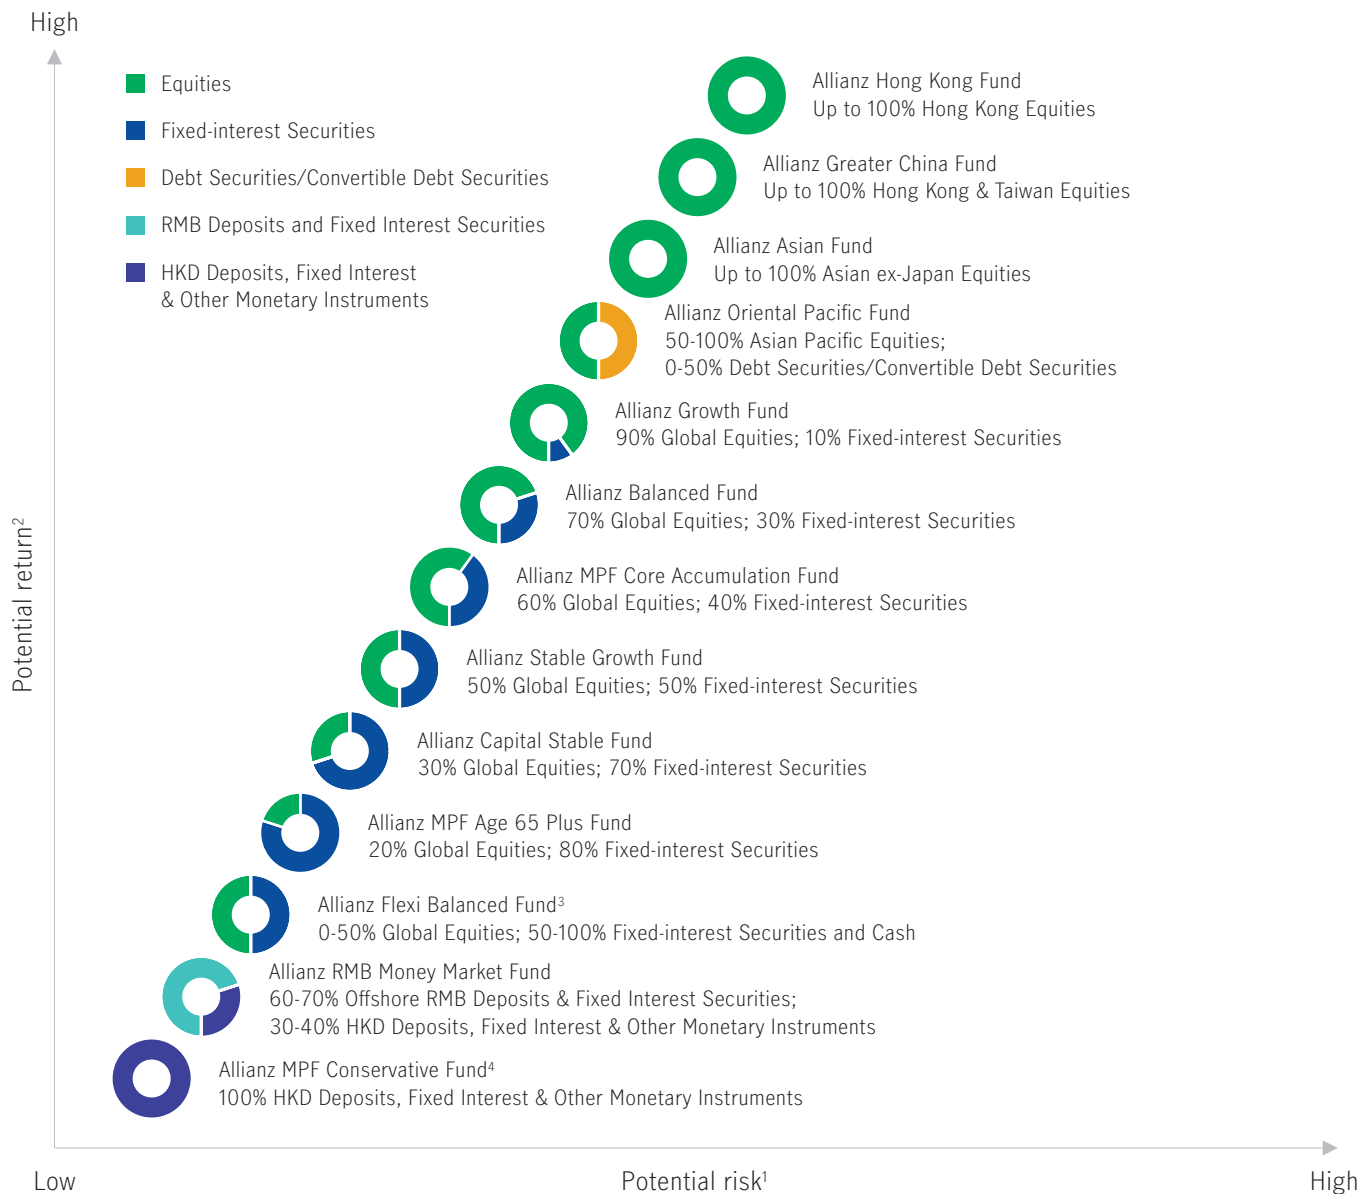 High
Equities
Fixed-interest Securities
Debt Securities/Convertible Debt Securities
RMB Deposits and Fixed Interest Securities
HKD Deposits, Fixed Interest
& Other Monetary Instruments
Allianz Hong Kong Fund
Up to 100% Hong Kong Equities
Allianz Greater China Fund
Up to 100% Hong Kong & Taiwan Equities
Allianz Asian Fund
Up to 100% Asian ex-Japan Equities
Allianz Oriental Pacific Fund
50-100% Asian Pacific Equities;
0-50% Debt Securities/Convertible Debt Securities
Allianz Growth Fund
90% Global Equities; 10% Fixed-interest Securities
Allianz Balanced Fund
70% Global Equities; 30% Fixed-interest Securities
Allianz MPF Core Accumulation Fund
60% Global Equities; 40% Fixed-interest Securities
Allianz Stable Growth Fund
50% Global Equities; 50% Fixed-interest Securities
Allianz Capital Stable Fund
30% Global Equities; 70% Fixed-interest Securities
Allianz MPF Age 65 Plus Fund
20% Global Equities; 80% Fixed-interest Securities
Allianz Flexi Balanced Fund³
0-50% Global Equities; 50-100% Fixed-interest Securities and Cash
Allianz RMB Money Market Fund
60-70% Offshore RMB Deposits & Fixed Interest Securities;
30-40% HKD Deposits, Fixed Interest & Other Monetary Instruments
Allianz MPF Conservative Fund⁴
100% HKD Deposits, Fixed Interest & Other Monetary Instruments
Potential return²
Low
Potential risk¹
High